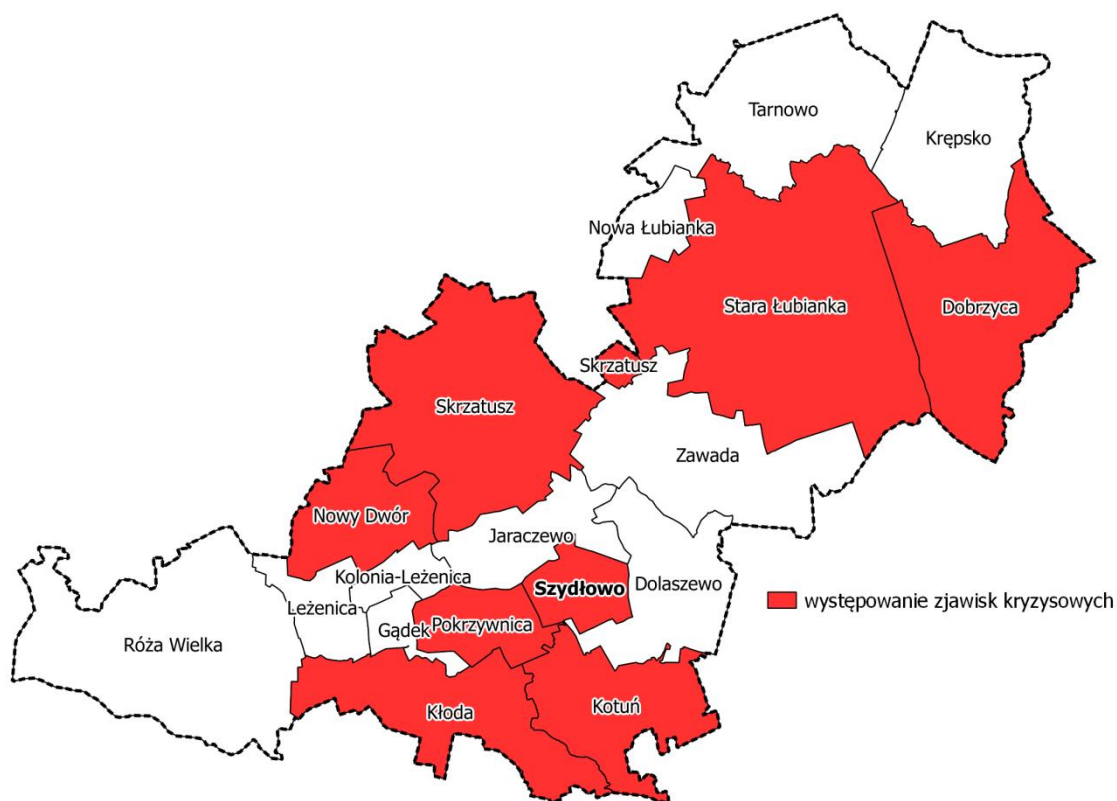 Tarnowo
Krępsko
Nowa Łubianka
Stara Łubianka
Dobrzyca
Skrzatusz
Skrzatusz
Zawada
Nowy Dwór
Jaraczewo
Kolonia-Leżenica
Szydłowo
Dolaszewo
Leżenica
występowanie zjawisk kryzysowych
Gądek
Pokrzywnica
Róża Wielka
Kłoda
Kotuń